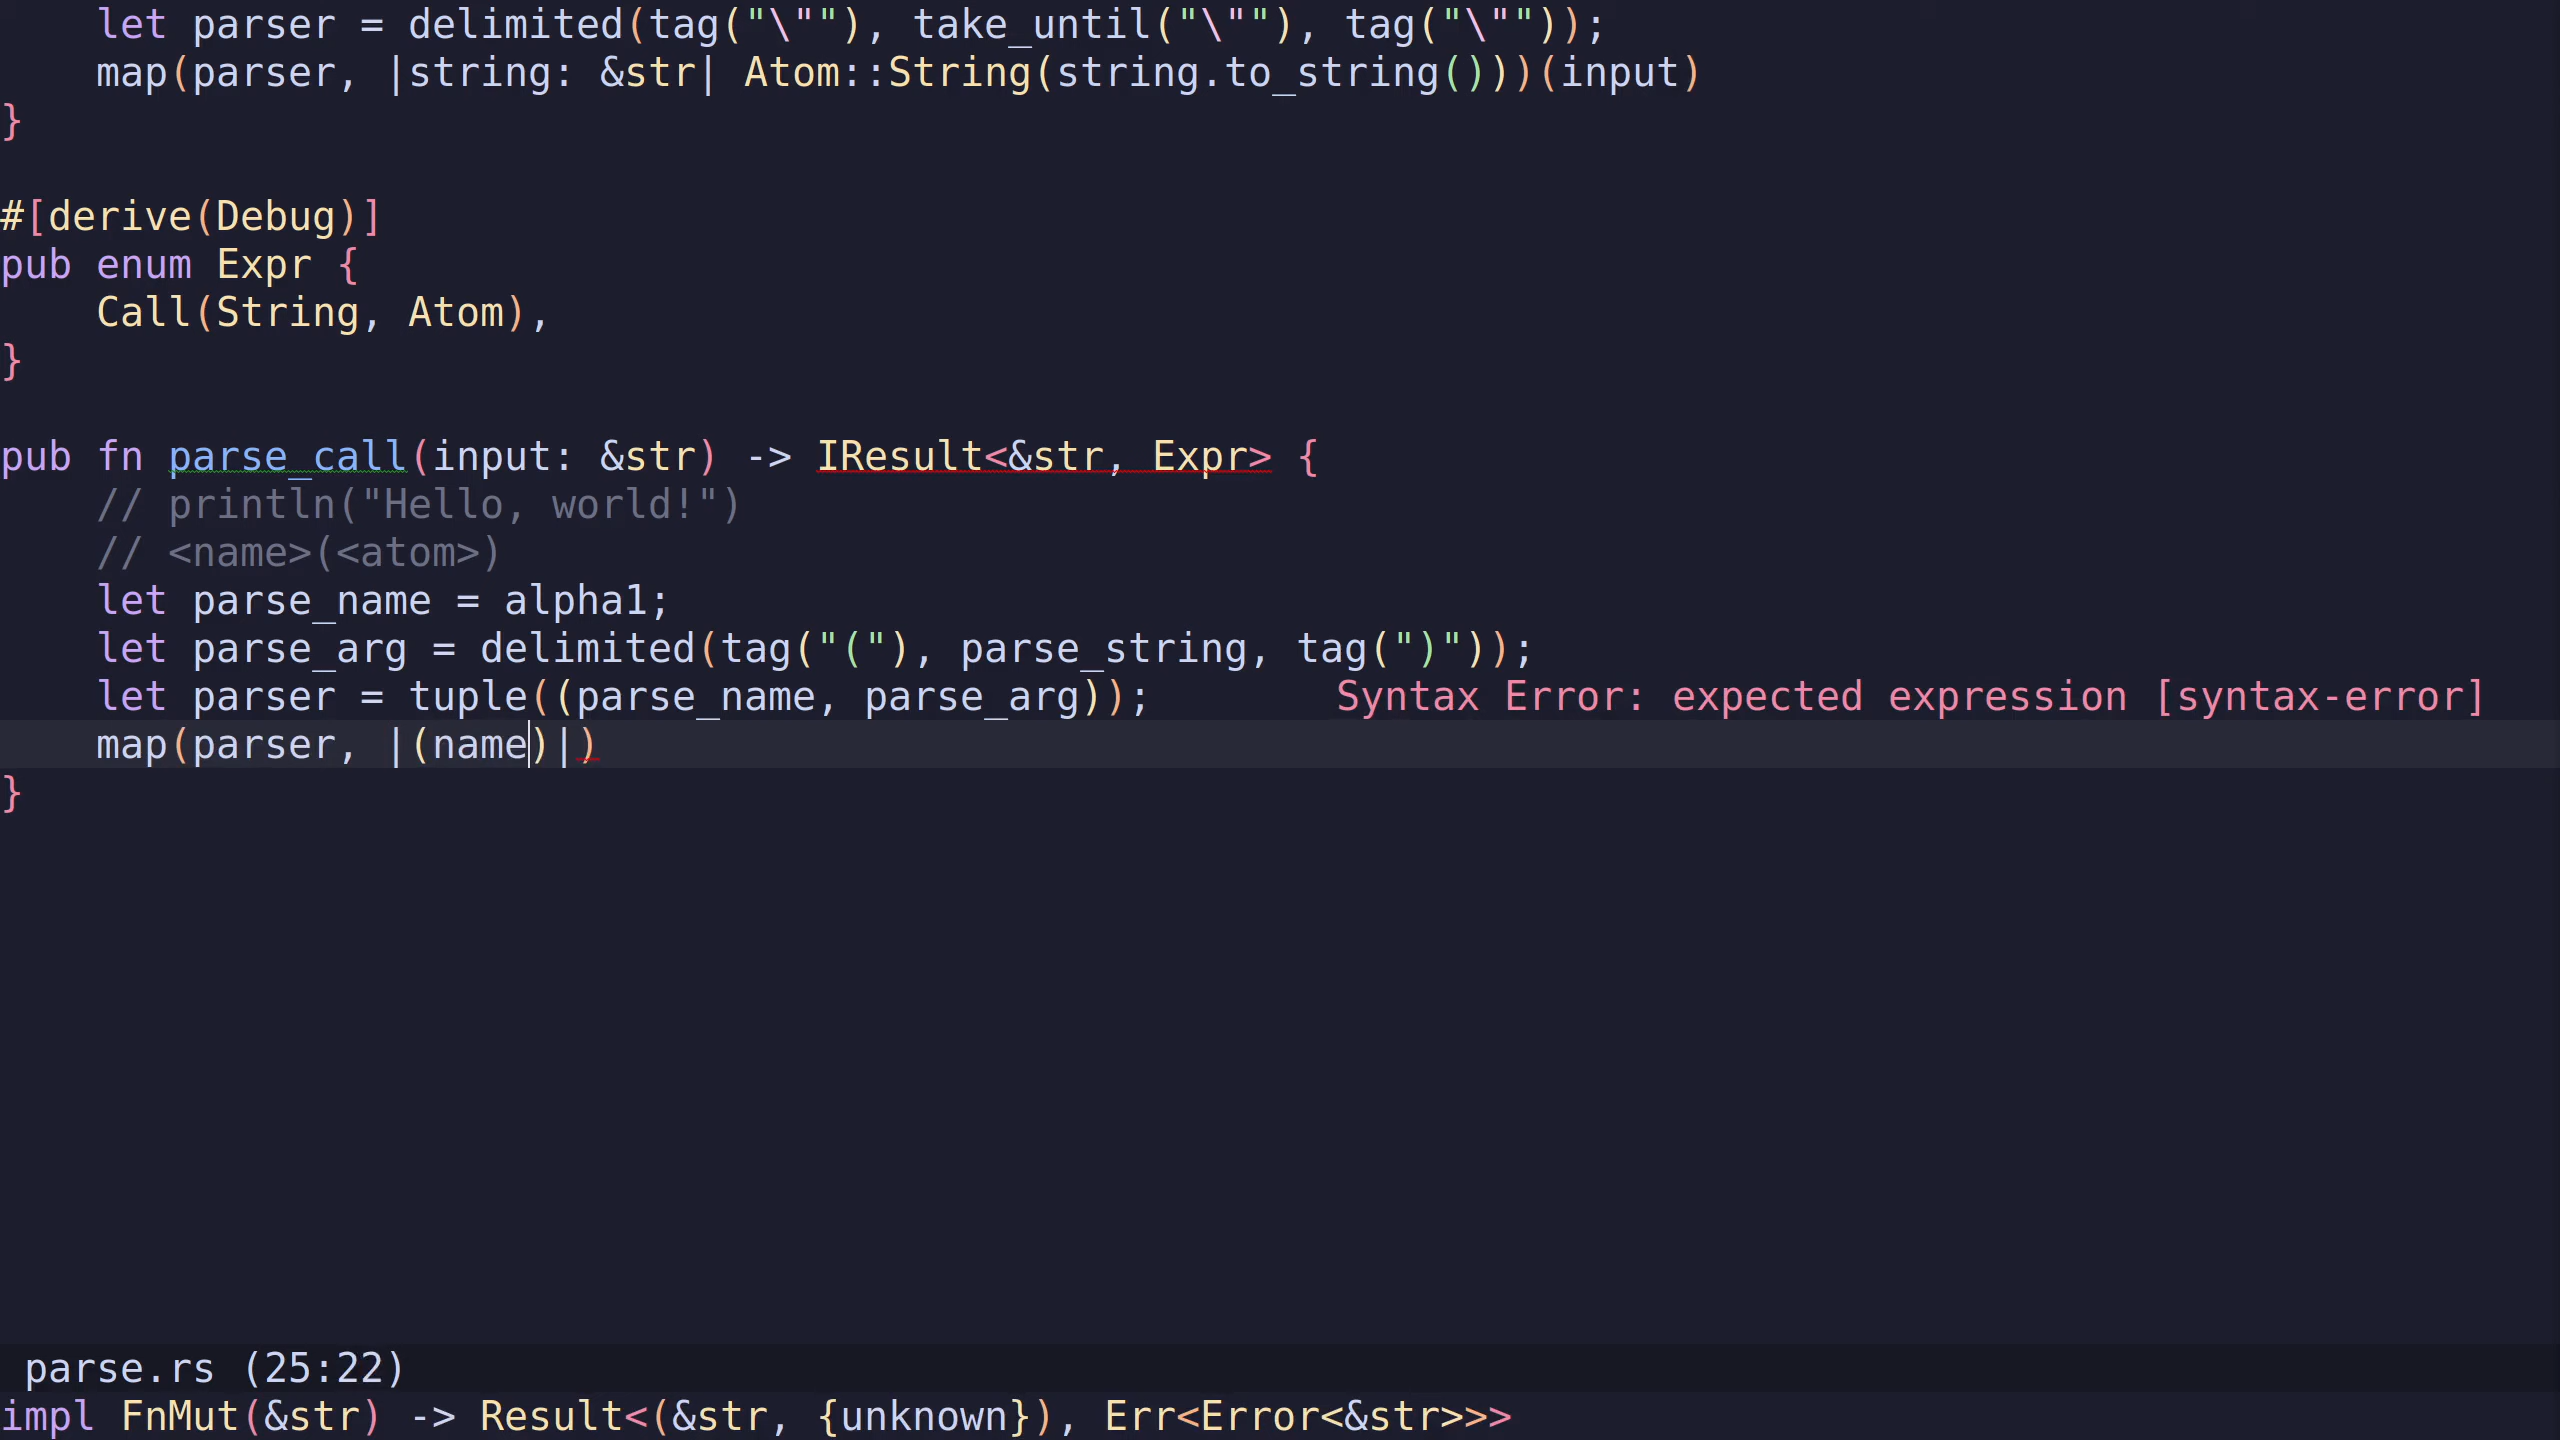 let parser = delimited(tag("\""), take_until("\""), tag("\""));
    map(parser, |string: &str| Atom::String(string.to_string()))(input)
}

#[derive(Debug)]
pub enum Expr {
    Call(String, Atom),
}

pub fn parse_call(input: &str) -> IResult<&str, Expr> {
    // println("Hello, world!")
    // <name>(<atom>)
    let parse_name = alpha1;
    let parse_arg = delimited(tag("("), parse_string, tag(")"));
    let parser = tuple((parse_name, parse_arg));        Syntax Error: expected expression [syntax-error]
    map(parser, |(name)|)
}
parse.rs (25:22)
impl FnMut(&str) -> Result<(&str, {unknown}), Err<Error<&str>>>